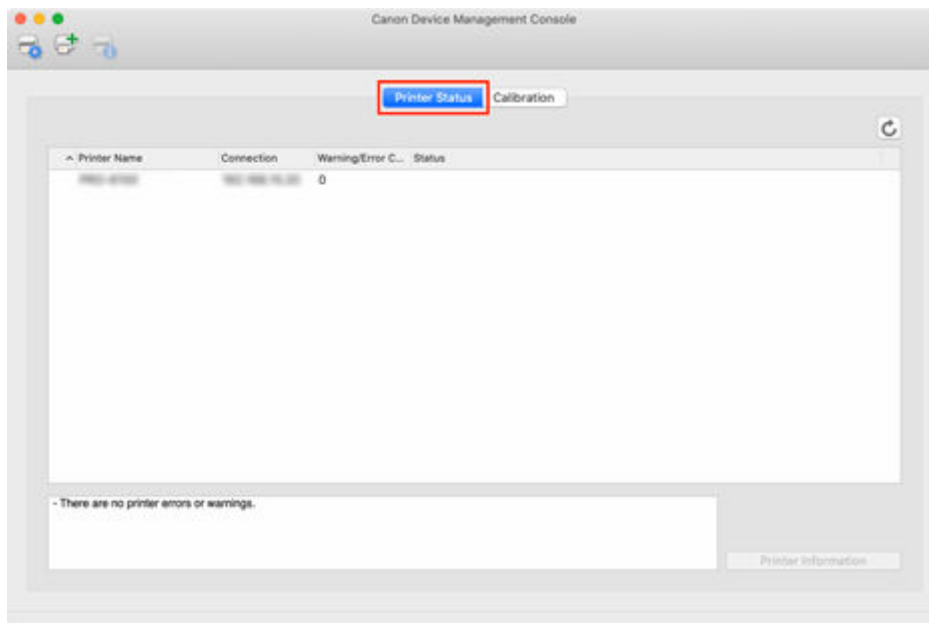 Canon Device Management Console
Printer Status Calibration
Printer Name Connection Warning/Error C... Status
0
- There are no printer errors or warnings.
Printer Information